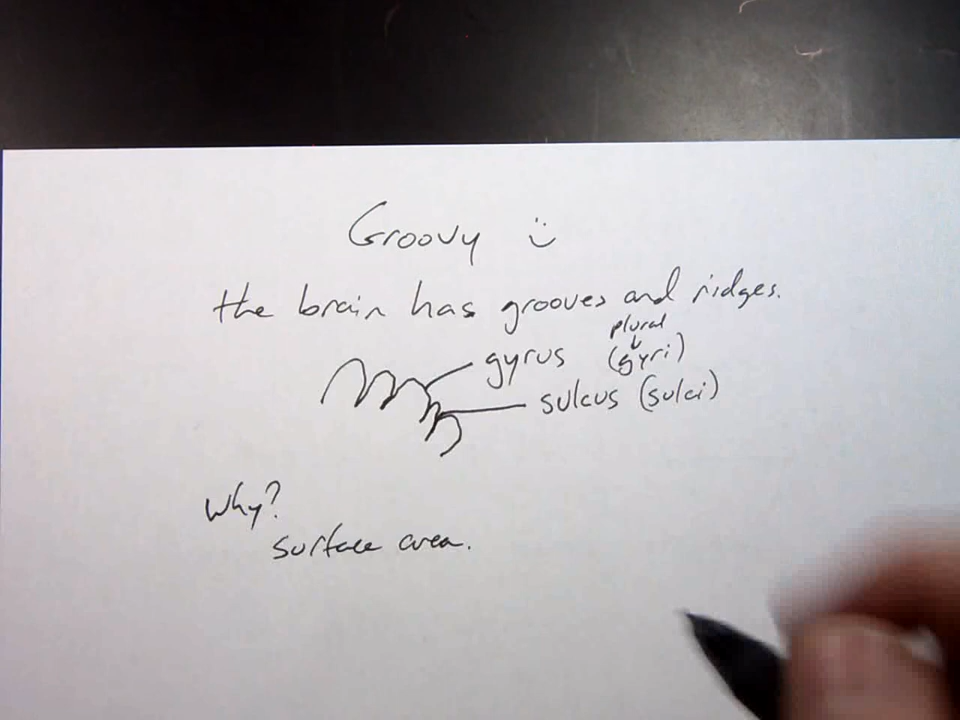 Groovy :)
the brain has grooves and ridges.
plural
gyrus (gyri)
sulcus (sulci)
Why?
surface area.